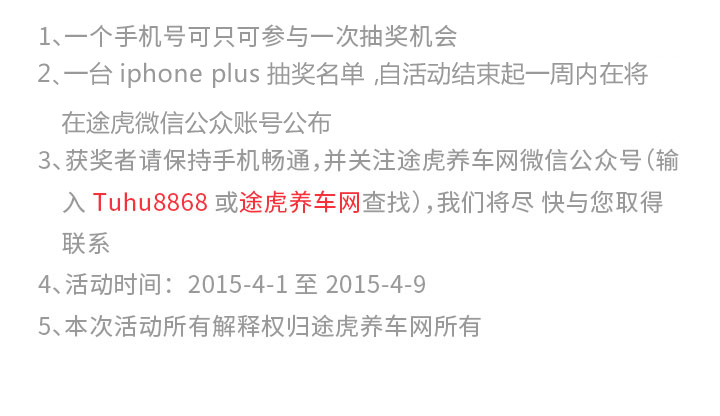 1、一个手机号可只可参与一次抽奖机会
2、一台 iphone plus 抽奖名单 ,自活动结束起一周内在将
在途虎微信公众账号公布
3、获奖者请保持手机畅通，并关注途虎养车网微信公众号（输
入 Tuhu8868 或途虎养车网查找），我们将尽 快与您取得
联系
4、活动时间：2015-4-1 至 2015-4-9
5、本次活动所有解释权归途虎养车网所有